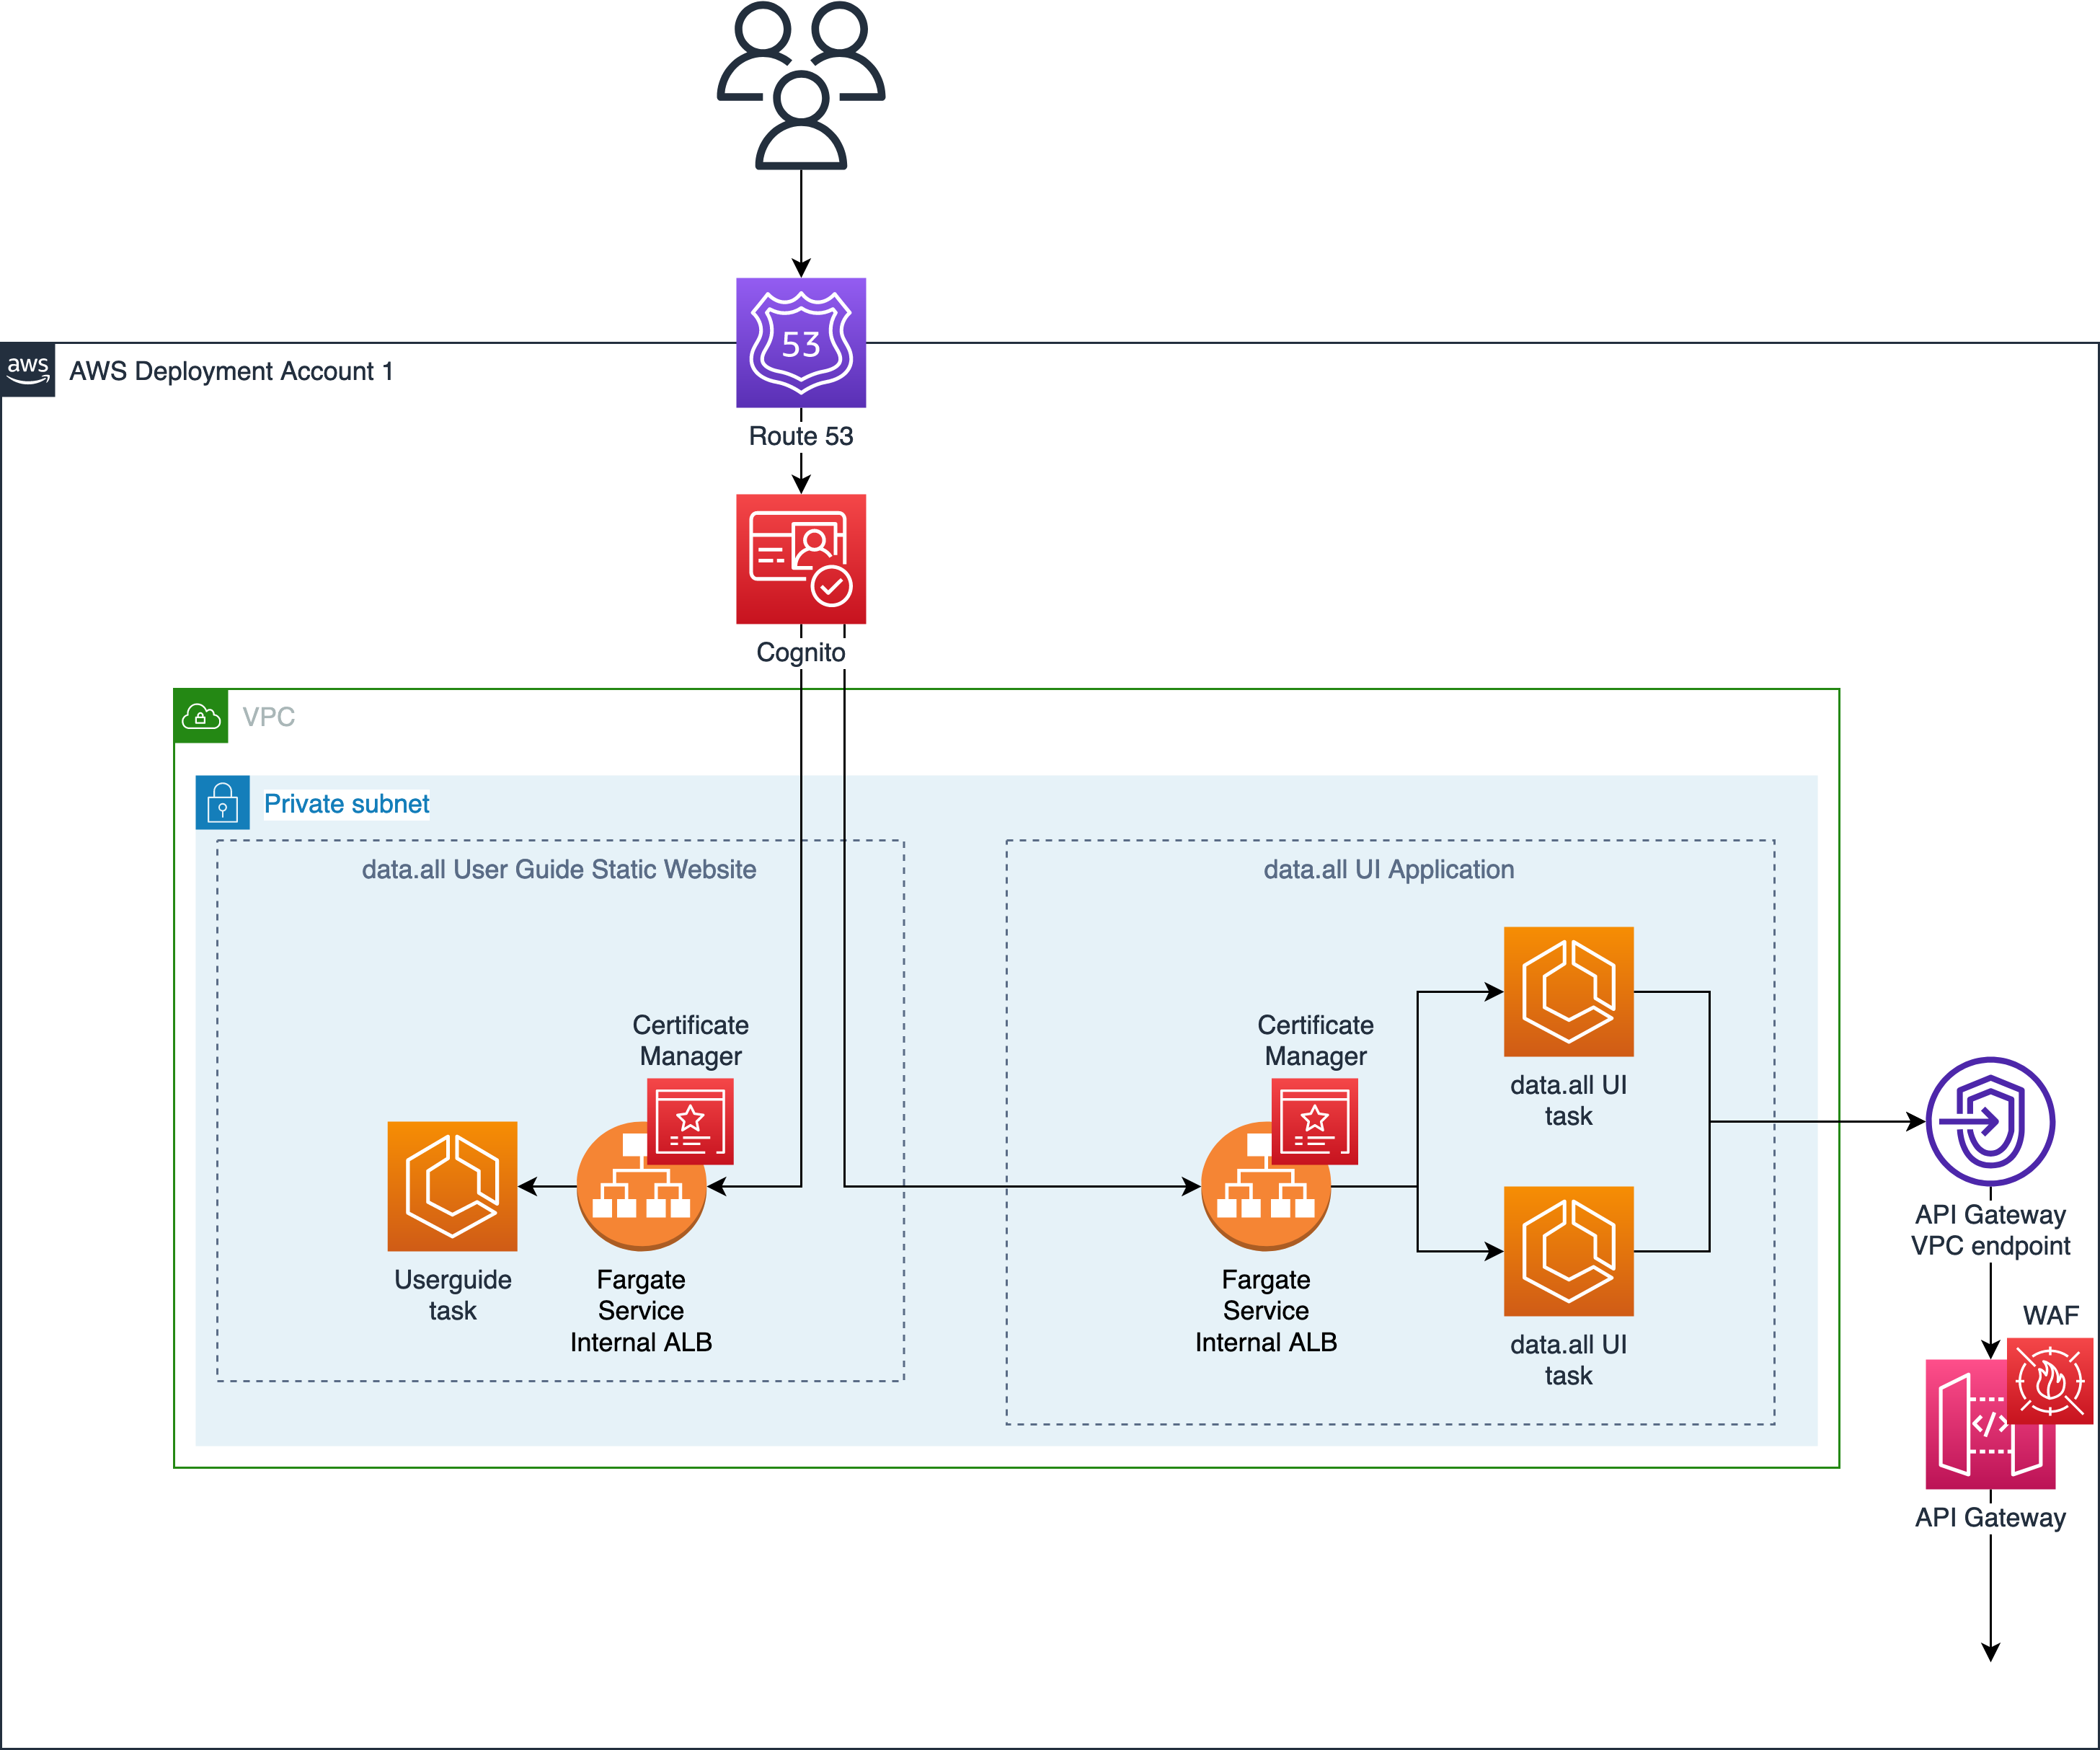 53
aws
AWS Deployment Account 1
Route 53
Cognito
VPC
Private subnet
data.all User Guide Static Website
data.all UI Application
Certificate
Manager
Certificate
Manager
data.all UI
task
Userguide
task
Fargate
Service
Internal ALB
Fargate
Service
Internal ALB
data.all UI
task
API Gateway
VPC endpoint
WAF
</>
API Gateway